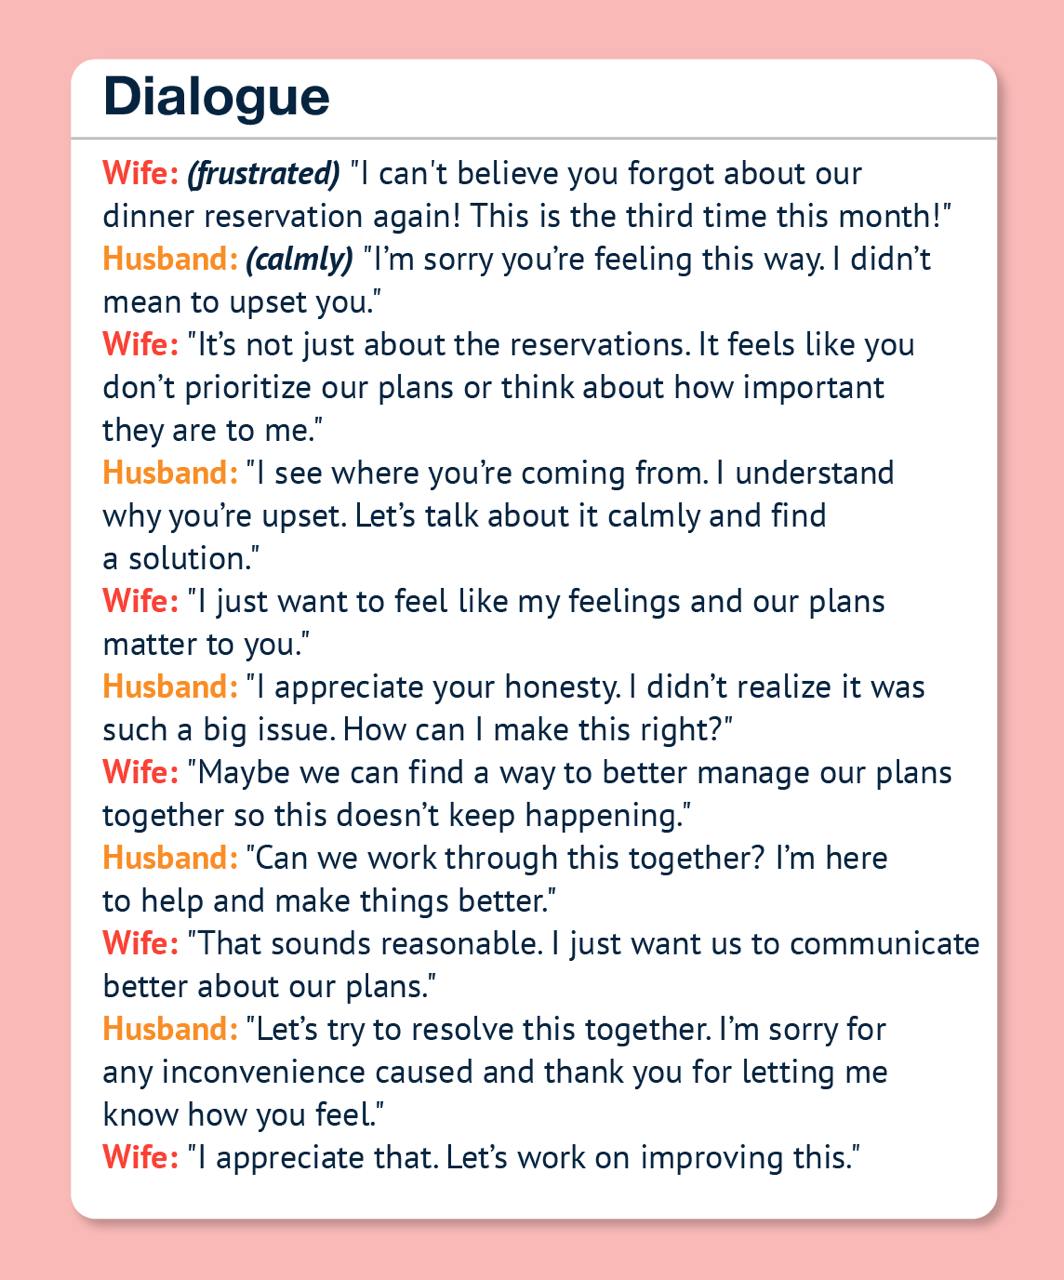 Dialogue
Wife: (frustrated) "I can't believe you forgot about our
dinner reservation again! This is the third time this month!"
Husband: (calmly) "I’m sorry you’re feeling this way. I didn’t
mean to upset you."
Wife: "It’s not just about the reservations. It feels like you
don’t prioritize our plans or think about how important
they are to me."
Husband: "I see where you’re coming from. I understand
why you’re upset. Let’s talk about it calmly and find
a solution."
Wife: "I just want to feel like my feelings and our plans
matter to you."
Husband: "I appreciate your honesty. I didn’t realize it was
such a big issue. How can I make this right?"
Wife: "Maybe we can find a way to better manage our plans
together so this doesn’t keep happening."
Husband: "Can we work through this together? I’m here
to help and make things better."
Wife: "That sounds reasonable. I just want us to communicate
better about our plans."
Husband: "Let’s try to resolve this together. I’m sorry for
any inconvenience caused and thank you for letting me
know how you feel."
Wife: "I appreciate that. Let’s work on improving this."